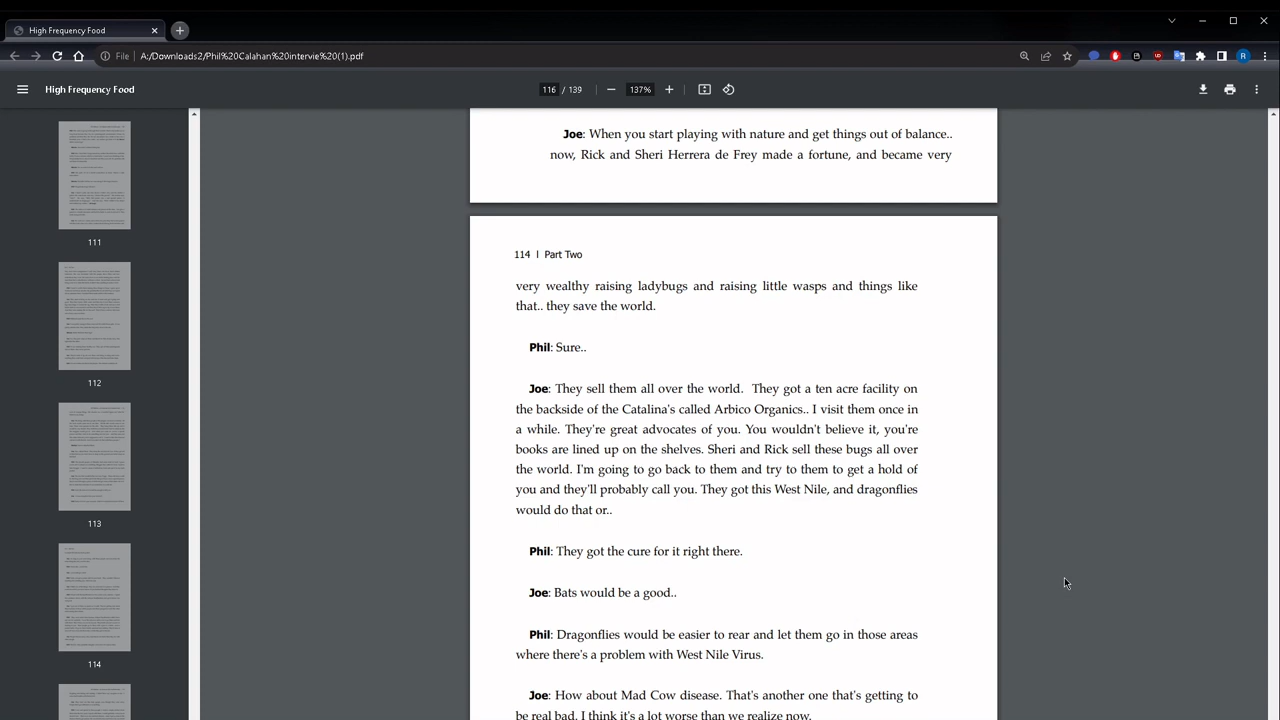 High Frequency Food
File
A:/Downloads2/Phil%20Calahan%20intervie%20(1).pdf
R
High Frequency Food
116 / 139
137%
Joe: When you start playing with nature and get things out of balance..
now, Rick and Sheri Herrera de Frey made a fortune, and became very
114 | Part Two
very wealthy raising ladybugs and raising little wasps and things like
that.. they save the world.
Phil: Sure..
Joe: They sell them all over the world. They got a ten acre facility on
the backside of the Catalina's called Arbico Organics.. I visit them once in
a while. They're great advocates of you. You wouldn't believe it, you're
books are lined up on the shelves. Sheri and Rick sell these bugs all over
the world. I'm going to go back to them and try to them to get a hold of
you and they'll probably call you. They got this West Nile, and dragonflies
would do that or..
Phil: They got the cure for it right there.
Joe: Bats would be a good..
Phil: Dragonflies would be easier to rear and let them go in those areas
where there's a problem with West Nile Virus.
Joe: How about Mad Cow disease. That's another one that's getting to
be real bad. I think it's a lot worse than we realize now.
111
112
113
114